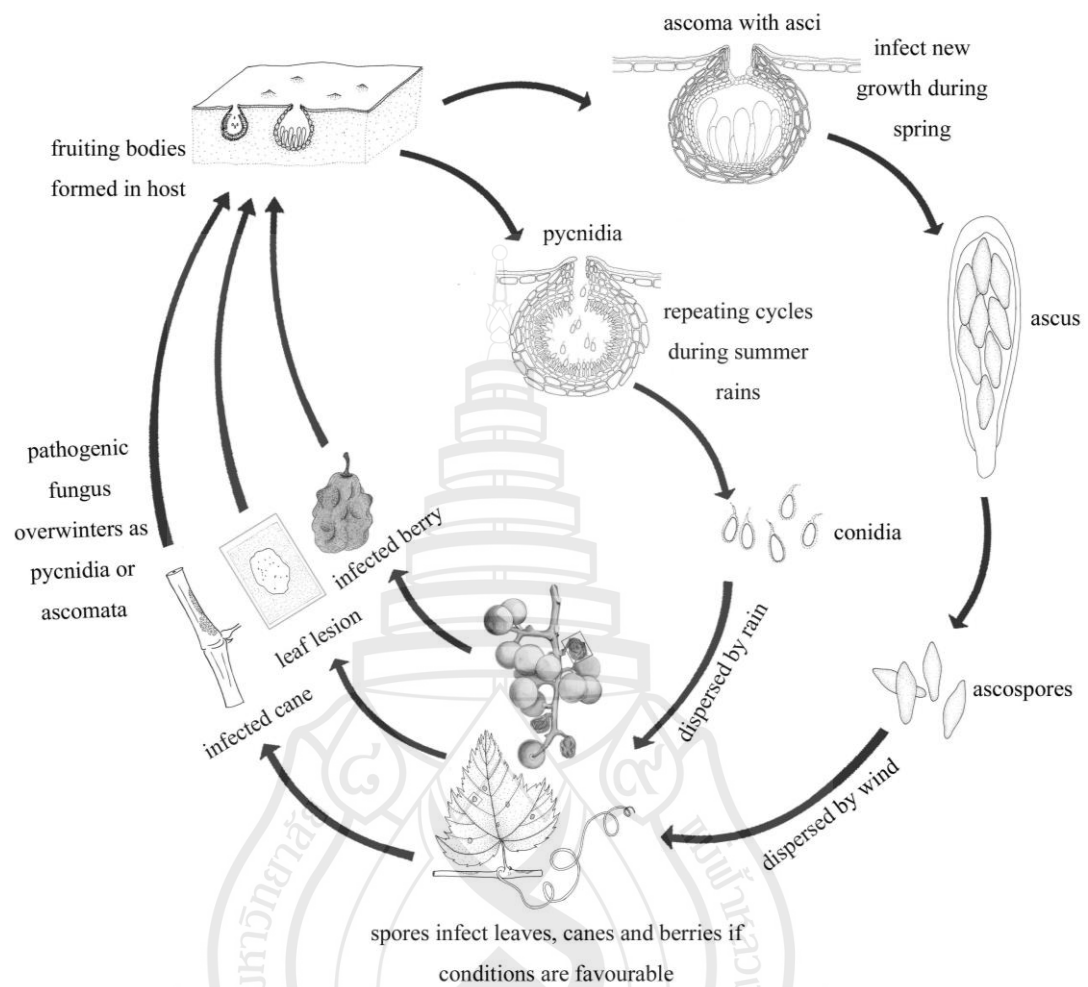 ascoma with asci
infect new
growth during
spring
fruiting bodies
formed in host
pycnidia
repeating cycles
during summer
rains
ascus
pathogenic
fungus
overwinters as
pycnidia or
ascomata
infected berry
leaf lesion
infected cane
conidia
dispersed by rain
ascospores
dispersed by wind
spores infect leaves, canes and berries if
conditions are favourable